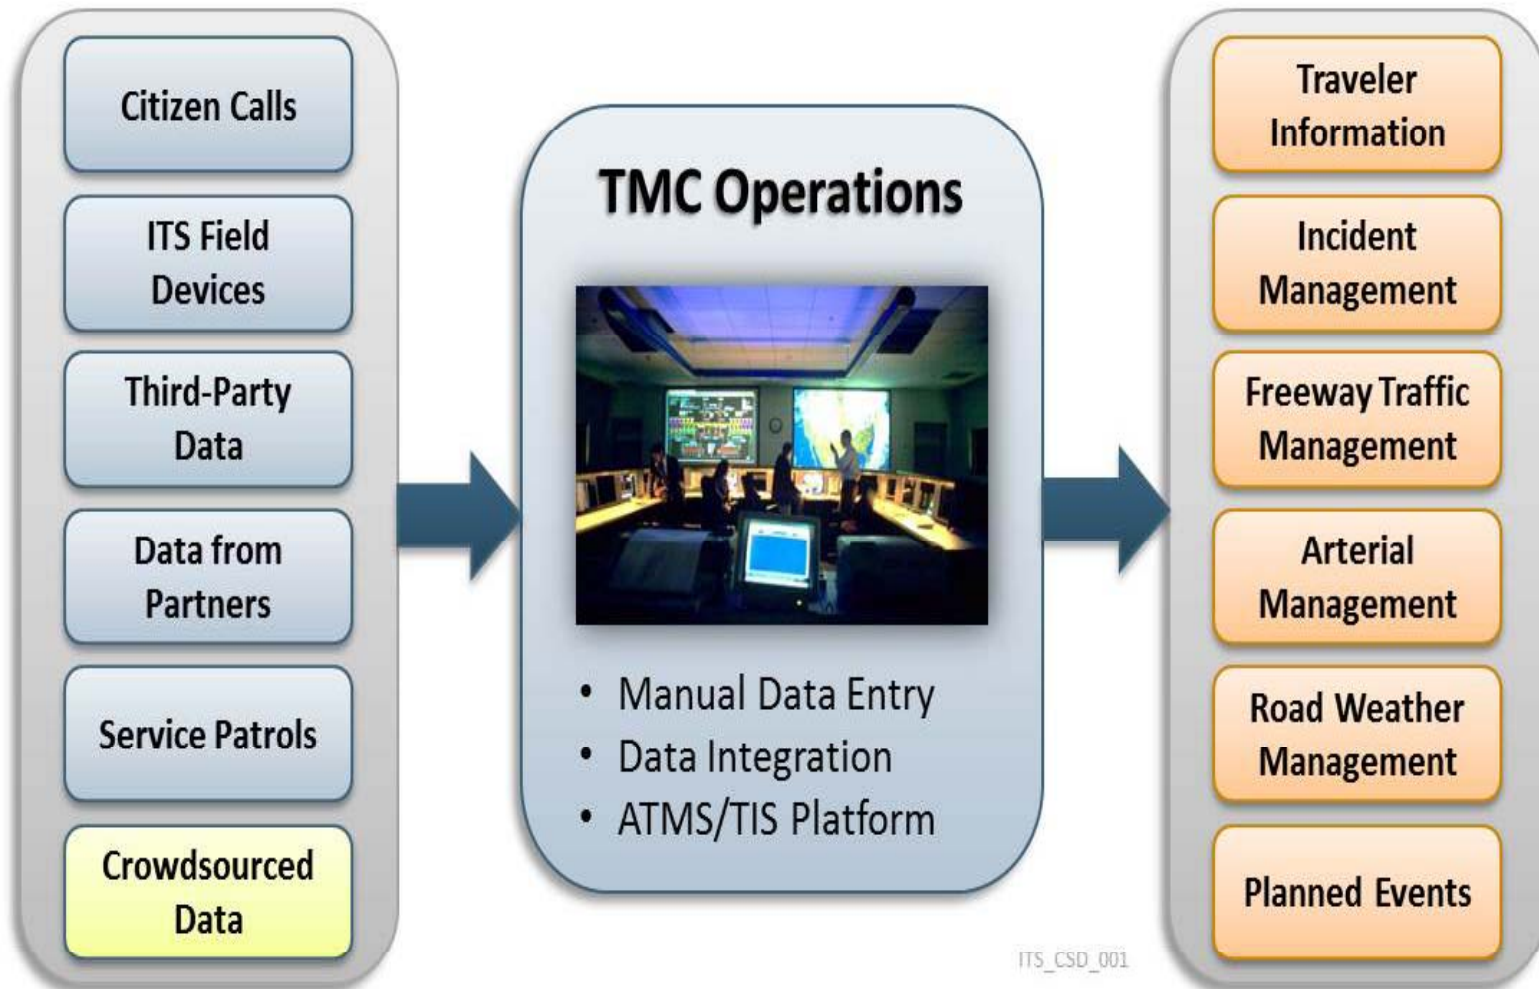 Citizen Calls
ITS Field
Devices
Third-Party
Data
Data from
Partners
Service Patrols
Crowdsourced
Data
TMC Operations
• Manual Data Entry
• Data Integration
• ATMS/TIS Platform
Traveler
Information
Incident
Management
Freeway Traffic
Management
Arterial
Management
Road Weather
Management
Planned Events
ITS_CSD_001